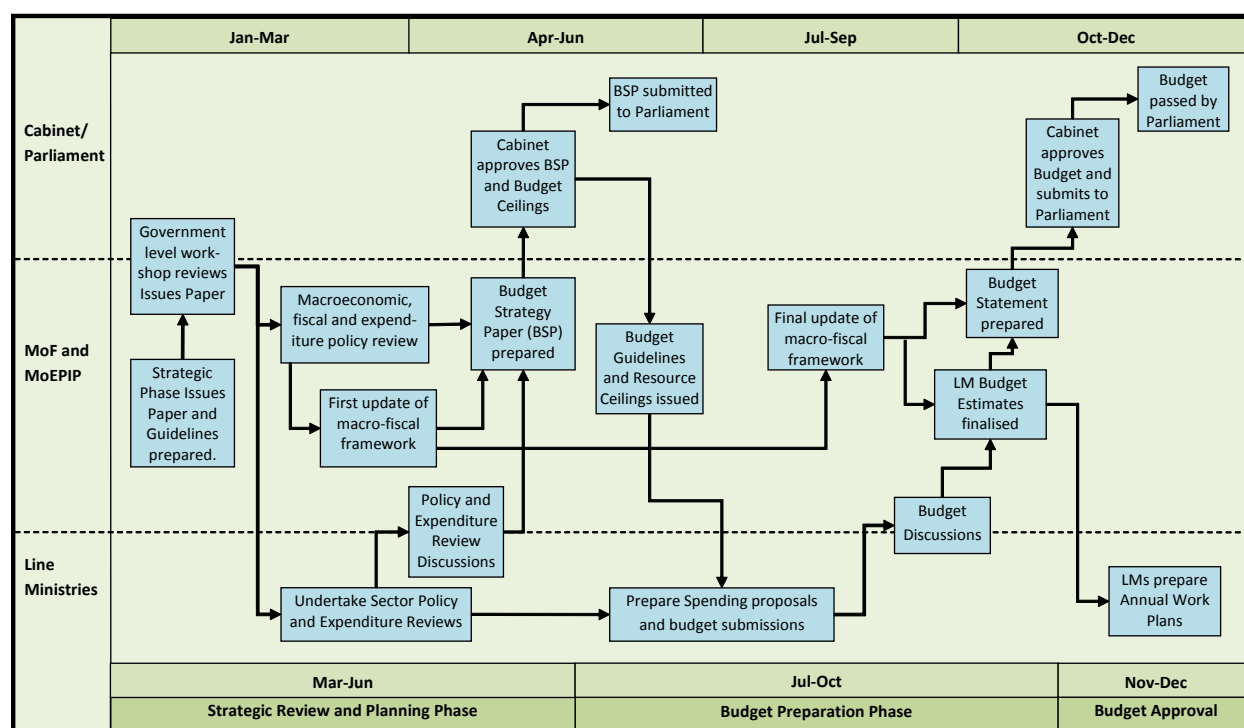 Jan-Mar
Apr-Jun
Jul-Sep
Oct-Dec
Cabinet/
Parliament
BSP submitted
to Parliament
Budget
passed by
Parliament
Cabinet
approves BSP
and Budget
Ceilings
Cabinet
approves
Budget and
submits to
Parliament
Government
level work-
shop reviews
Issues Paper
MoF and
MoEPIP
Macroeconomic,
fiscal and expend-
iture policy review
Budget
Strategy
Paper (BSP)
prepared
Budget
Guidelines
and Resource
Ceilings issued
Final update of
macro-fiscal
framework
Budget
Statement
prepared
Strategic
Phase Issues
Paper and
Guidelines
prepared.
First update of
macro-fiscal
framework
LM Budget
Estimates
finalised
Policy and
Expenditure
Review
Discussions
Budget
Discussions
Line
Ministries
Undertake Sector Policy
and Expenditure Reviews
Prepare Spending proposals
and budget submissions
LMs prepare
Annual Work
Plans
Mar-Jun
Jul-Oct
Nov-Dec
Strategic Review and Planning Phase
Budget Preparation Phase
Budget Approval